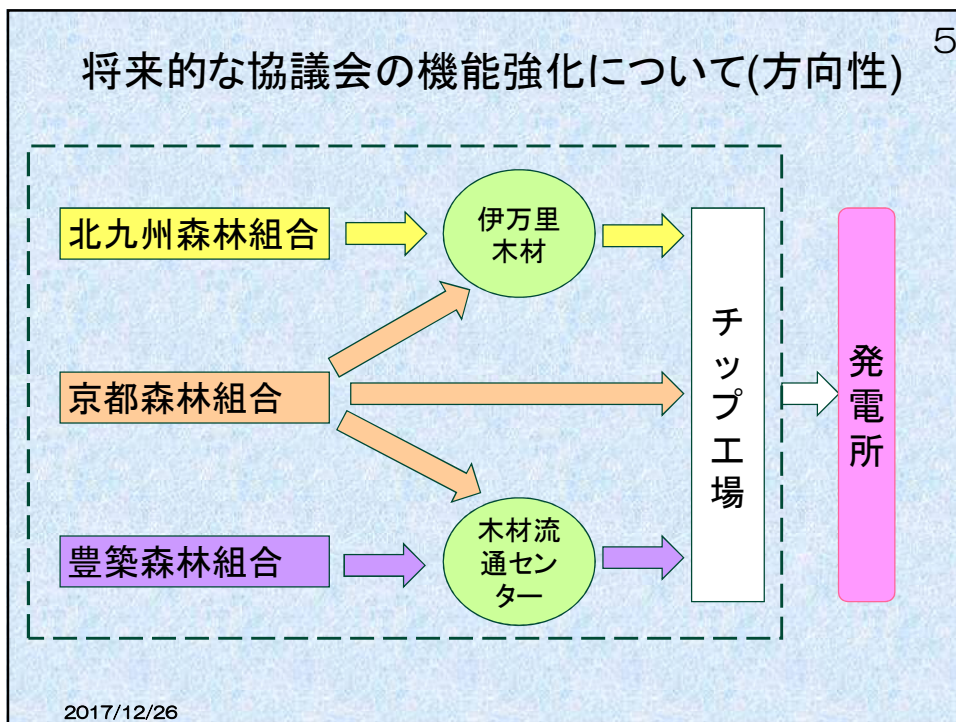 5
将来的な協議会の機能強化について(方向性)
北九州森林組合
伊万里
木材
京都森林組合
豊築森林組合
木材流
通セン
ター
チップ工場
発電所
2017/12/26